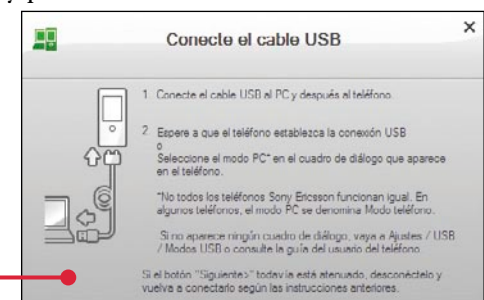 Conecte el cable USB
1. Conecte el cable USB al PC y después al teléfono.
2. Espere a que el teléfono establezca la conexión USB
o
Seleccione el modo PC* en el cuadro de diálogo que aparece
en el teléfono.
*No todos los teléfonos Sony Ericsson funcionan igual. En
algunos teléfonos, el modo PC se denomina Modo teléfono.
Si no aparece ningún cuadro de diálogo, vaya a Ajustes / USB
/ Modos USB o consulte la guía del usuario del teléfono
Si el botón "Siguiente>" todavía está atenuado, desconéctelo y
vuelva a conectarlo según las instrucciones anteriores.